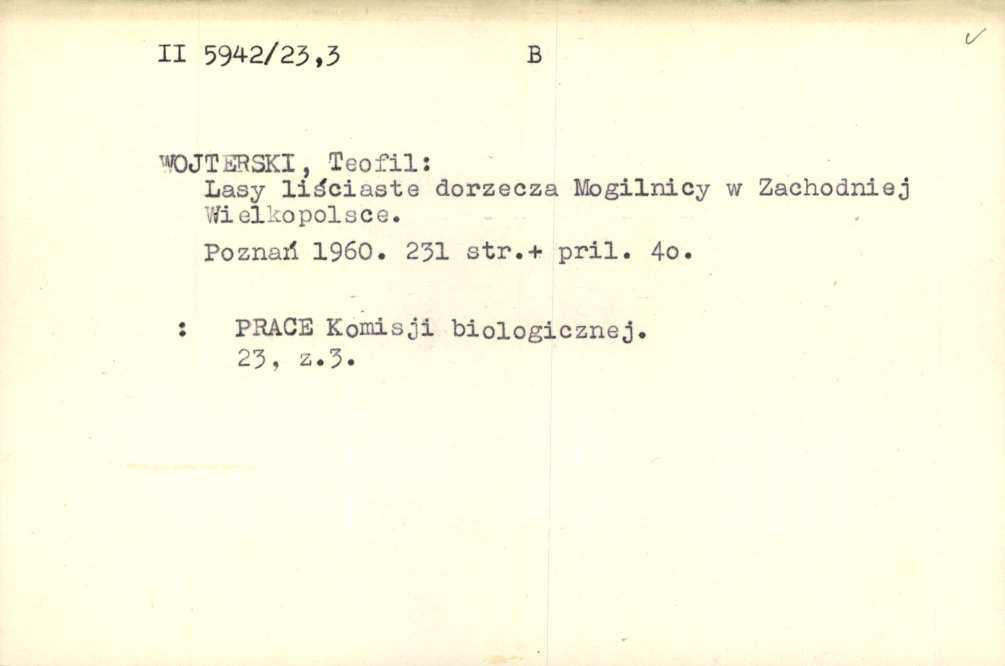 II 5942/23,3 B
WOJTERSKI, Teofil:
Lasy liściaste dorzecza Mogilnicy w Zachodniej
Wielkopolsce.
Poznań 1960. 231 str.+ pril. 4o.
: PRACE Komisji biologicznej.
23, z.3.